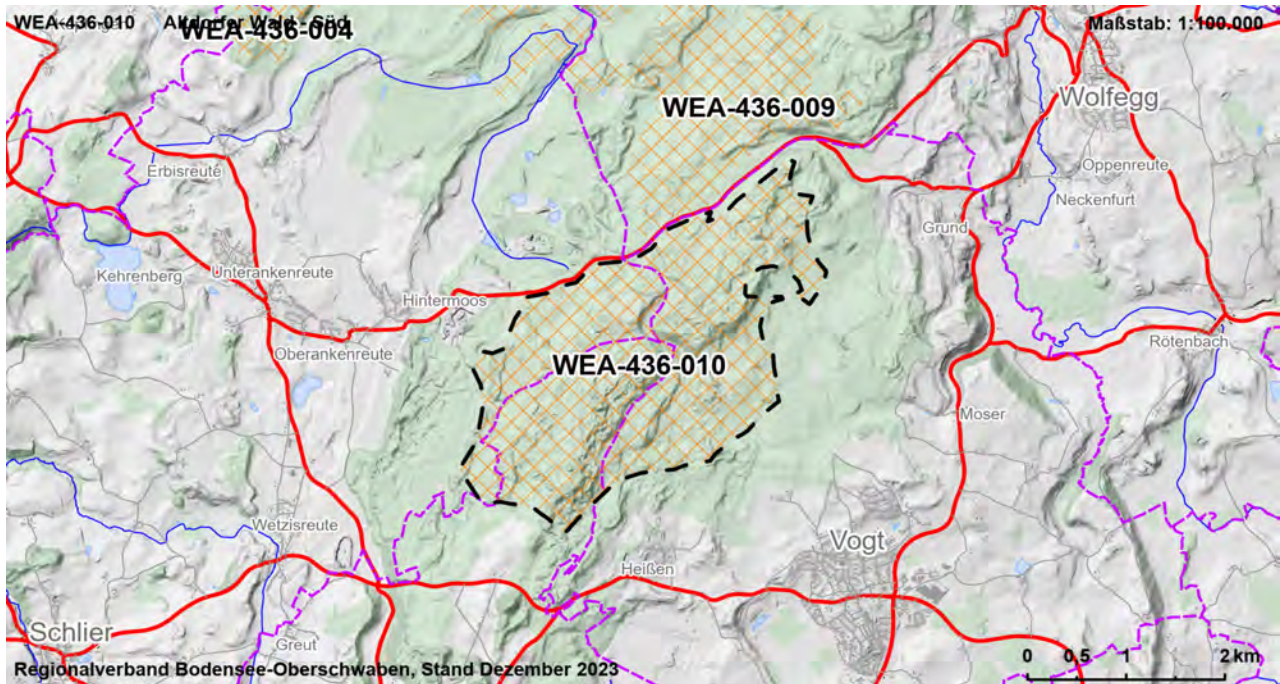 WEA-436-010 Altdorfer Wald - Süd
WEA-436-004
Maßstab: 1:100.000
WEA-436-009
Wolfegg
Erbisreute
Oppenreute
Neckenfurt
Grund
Kehrenberg
Unterankenreute
Hintermoos
Oberankenreute
Rötenbach
WEA-436-010
Moser
Wetzisreute
Vogt
Heißen
Schlier
Greut
0 0,5 1 2 km
Regionalverband Bodensee-Oberschwaben, Stand Dezember 2023